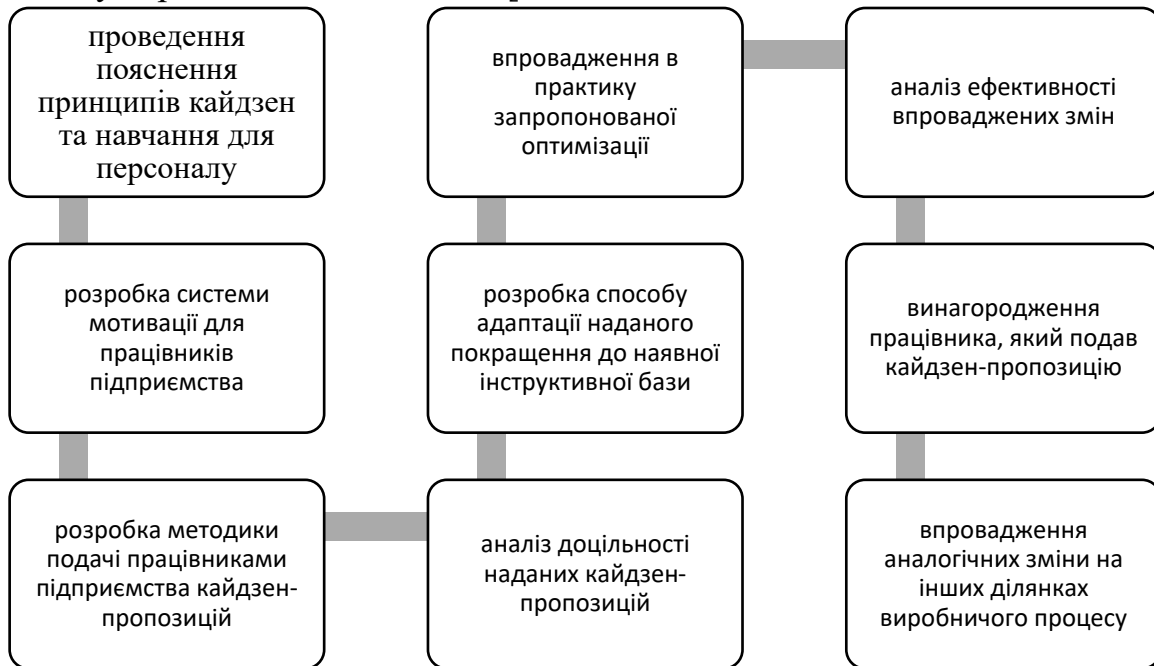 проведення
пояснення
принципів кайдзен
та навчання для
персоналу
розробка системи
мотивації для
працівників
підприємства
розробка методики
подачі працівниками
підприємства кайдзен-
пропозицій
аналіз доцільності
наданих кайдзен-
пропозицій
розробка способу
адаптації наданого
покращення до наявної
інструктивної бази
впровадження в
практику
запропонованої
оптимізації
аналіз ефективності
впроваджених змін
винагородження
працівника, який подав
кайдзен-пропозицію
впровадження
аналогічних зміни на
інших ділянках
виробничого процесу